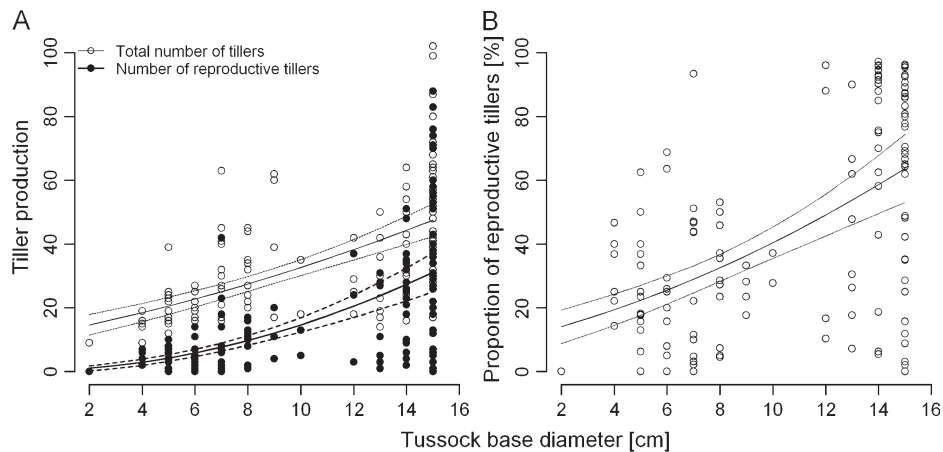 A
Total number of tillers
Number of reproductive tillers
Tiller production
100
80
60
40
20
0
2 4 6 8 10 12 14 16
B
Proportion of reproductive tillers [%]
100
80
60
40
20
0
2 4 6 8 10 12 14 16
Tussock base diameter [cm]